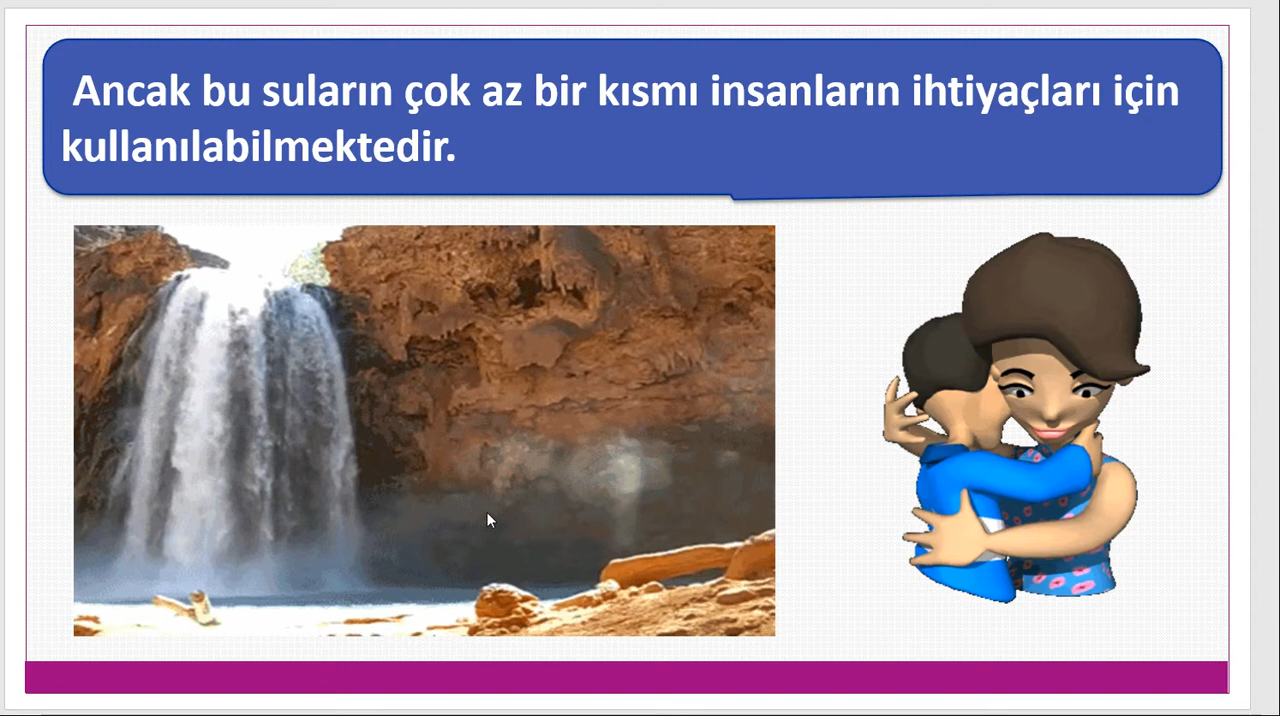 Ancak bu suların çok az bir kısmı insanların ihtiyaçları için
kullanılabilmektedir.